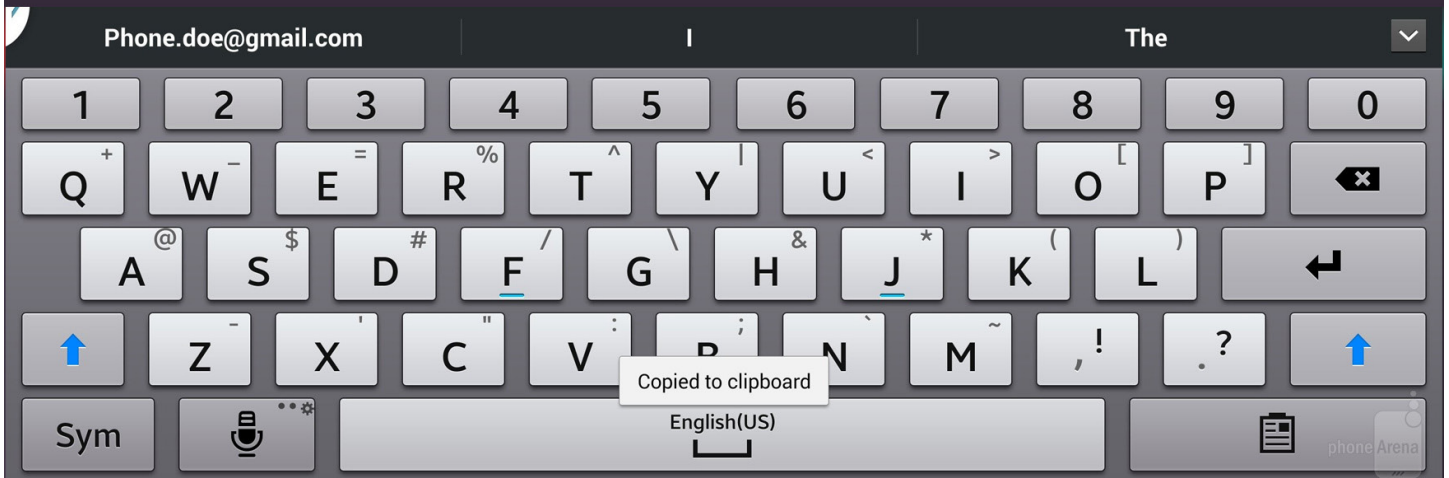 Phone.doe@gmail.com I The
1 2 3 4 5 6 7 8 9 0
+ _ = % ^ | < > [ ]
Q W E R T Y U I O P
@ $ # / \ & * ( )
A S D F G H J K L
- ' " : ; ` ~ ! ?
Z X C V B N M , .
Copied to clipboard
English(US)
Sym
phoneArena